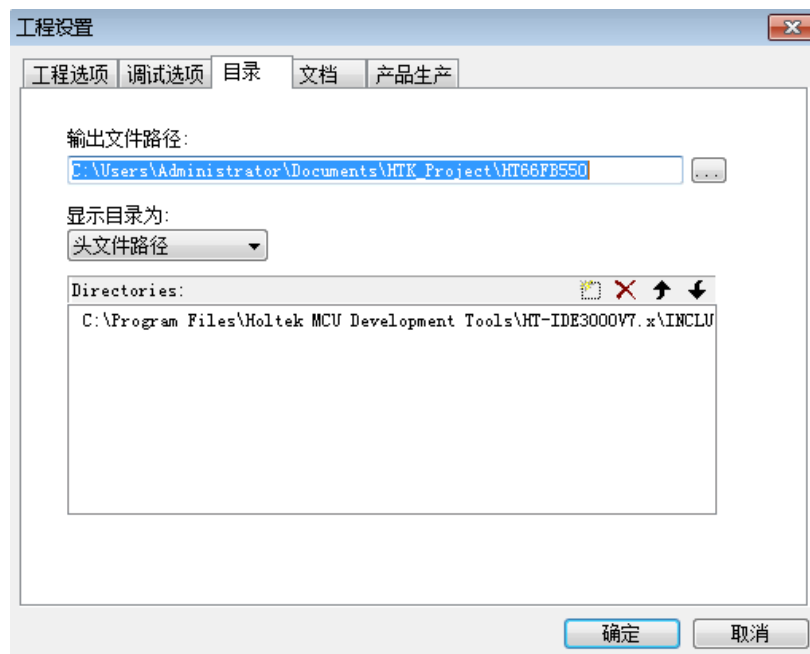 工程设置
工程选项 调试选项 目录 文档 产品生产
输出文件路径:
C:\Users\Administrator\Documents\HTK_Project\HT66FB550
...
显示目录为:
头文件路径
Directories:
C:\Program Files\Holtek MCU Development Tools\HT-IDE3000V7.x\INCLU
确定 取消